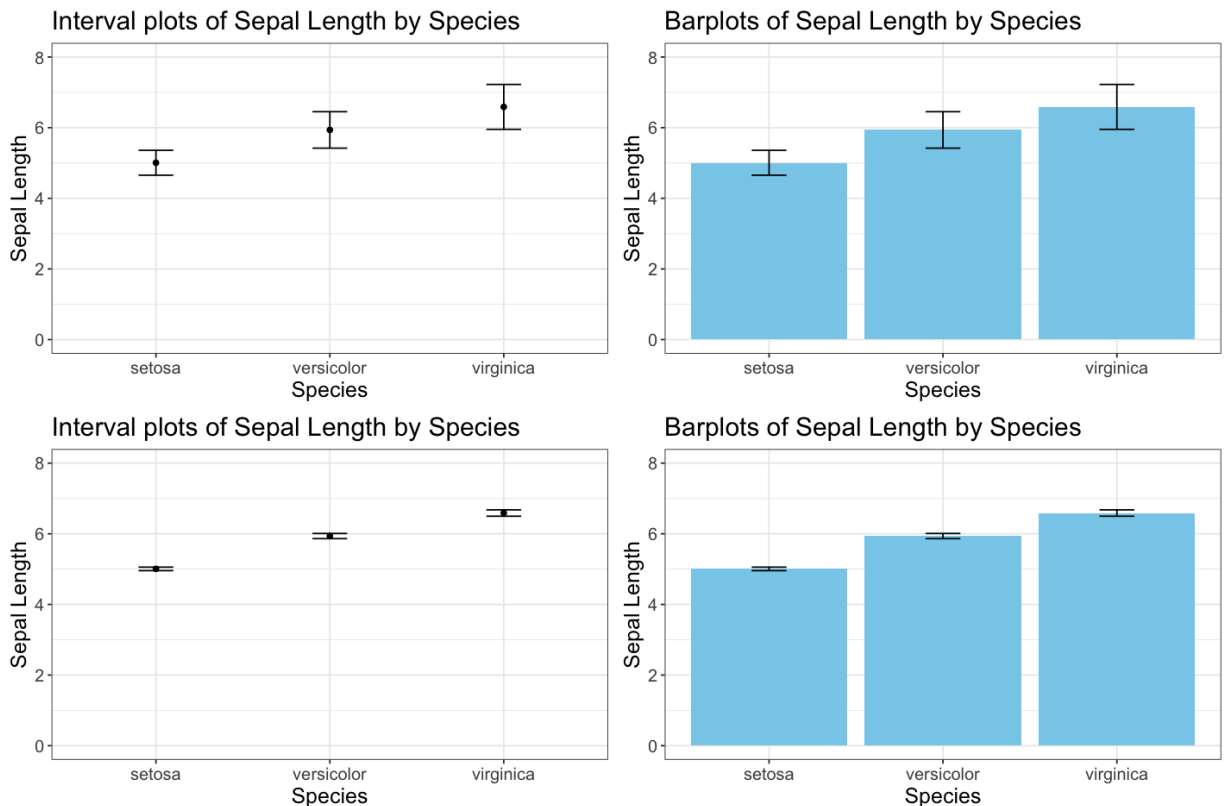 Interval plots of Sepal Length by Species
8
6
4
2
0
Sepal Length
setosa versicolor virginica
Species
Barplots of Sepal Length by Species
8
6
4
2
0
Sepal Length
setosa versicolor virginica
Species
Interval plots of Sepal Length by Species
8
6
4
2
0
Sepal Length
setosa versicolor virginica
Species
Barplots of Sepal Length by Species
8
6
4
2
0
Sepal Length
setosa versicolor virginica
Species